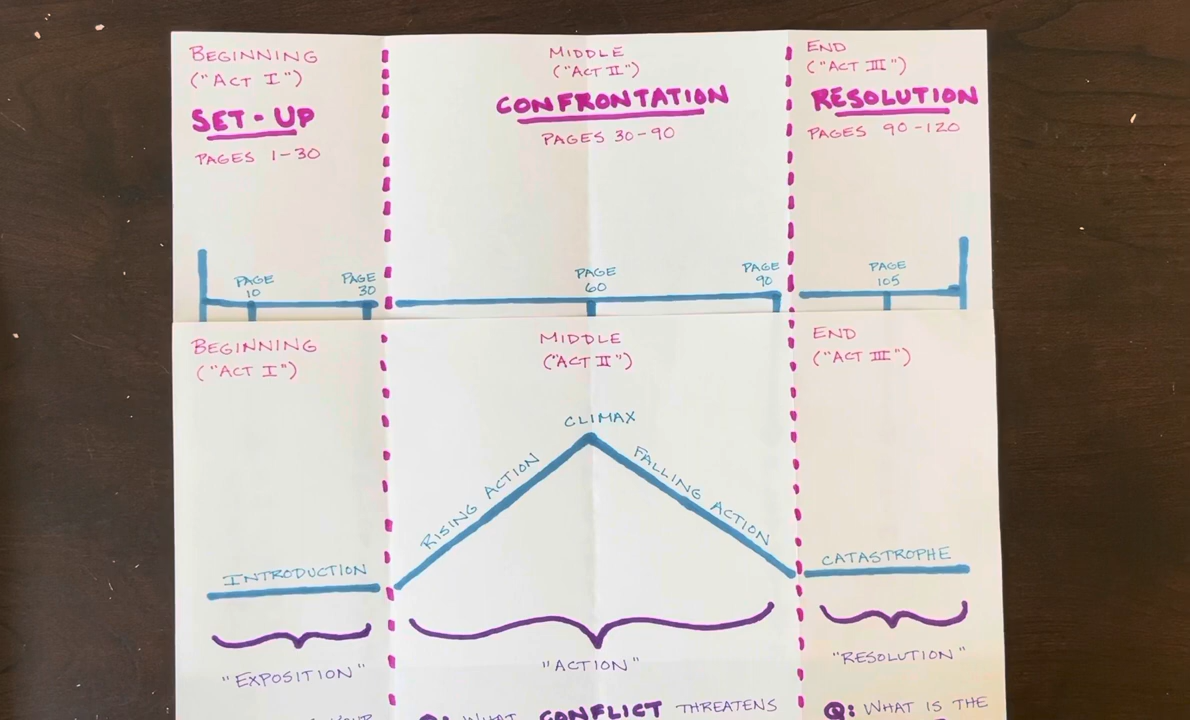 BEGINNING
("ACT I")
SET-UP
PAGES 1-30
MIDDLE
("ACT II")
CONFRONTATION
PAGES 30-90
END
("ACT III")
RESOLUTION
PAGES 90-120
PAGE
10
PAGE
30
PAGE
60
PAGE
90
PAGE
105
BEGINNING
("ACT I")
MIDDLE
("ACT II")
END
("ACT III")
INTRODUCTION
RISING ACTION
CLIMAX
FALLING ACTION
CATASTROPHE
"EXPOSITION"
"ACTION"
"RESOLUTION"
YOUR
Q: WHAT CONFLICT THREATENS
Q: WHAT IS THE